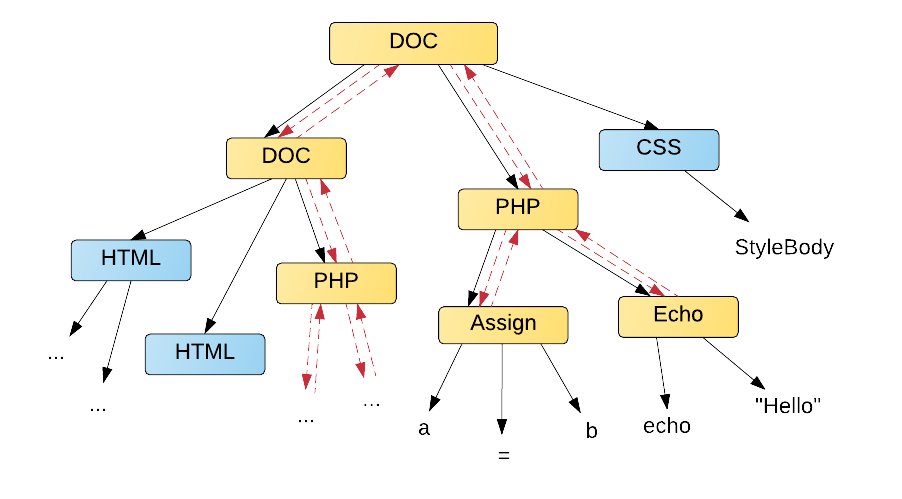 DOC
DOC
CSS
PHP
StyleBody
HTML
PHP
Echo
Assign
HTML
...
...
...
...
a
=
b
echo
"Hello"